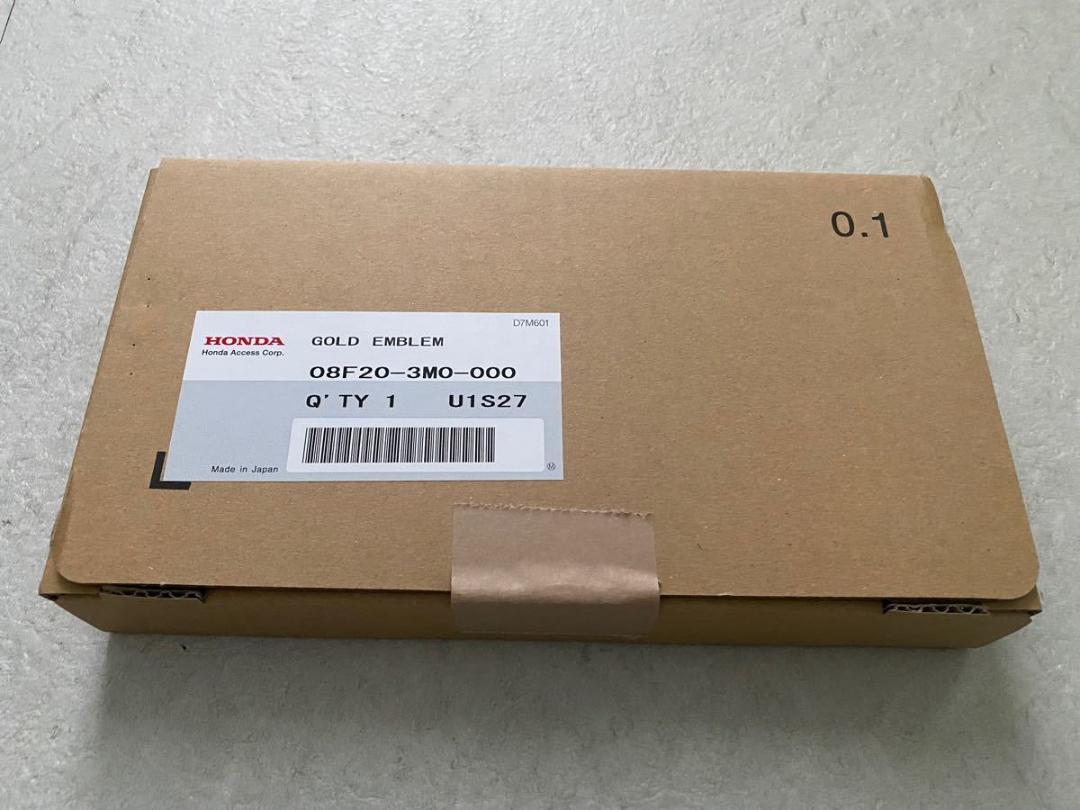 0.1
D7M601
HONDA GOLD EMBLEM
Honda Access Corp.
08F20-3M0-000
Q'TY 1 U1S27
Made in Japan
M